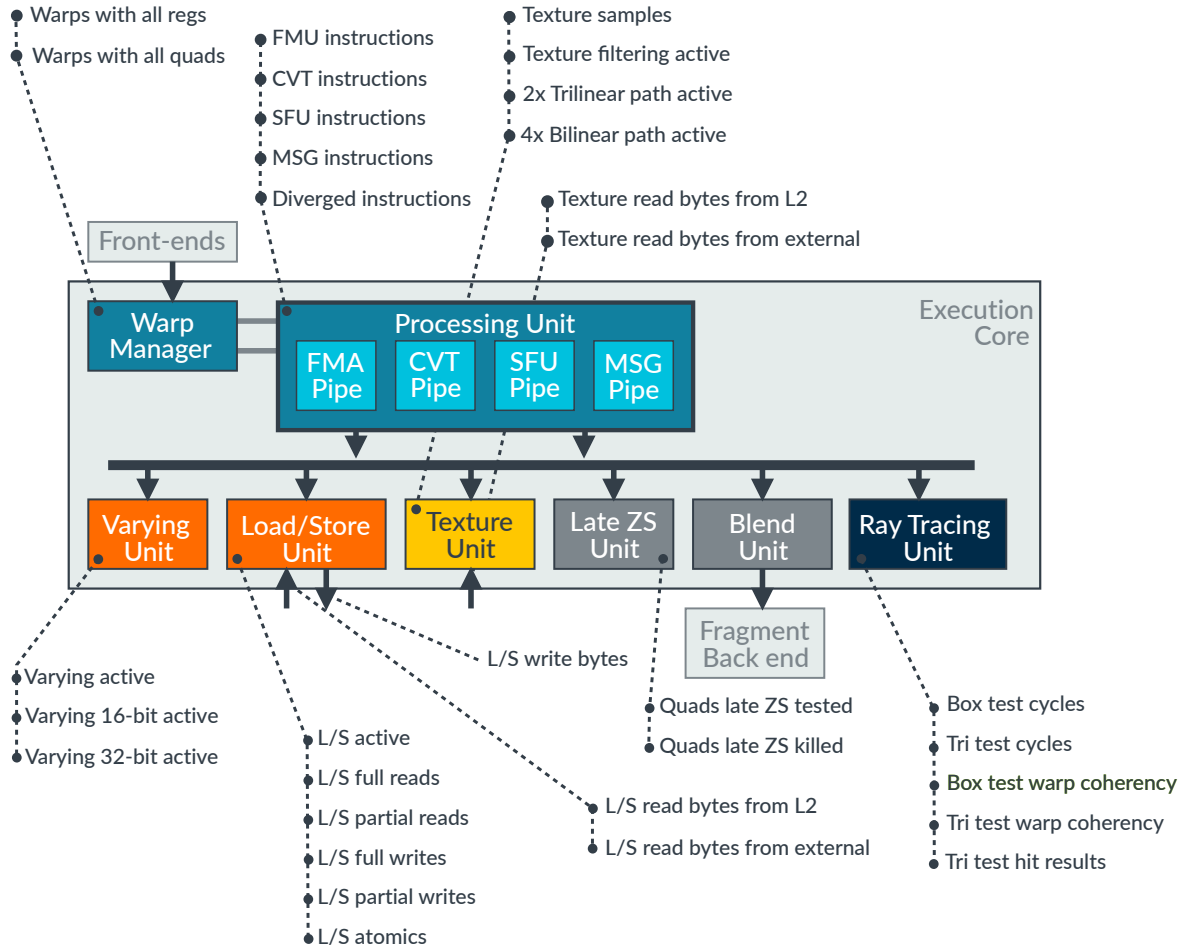 Warps with all regs
Warps with all quads
FMU instructions
CVT instructions
SFU instructions
MSG instructions
Diverged instructions
Texture samples
Texture filtering active
2x Trilinear path active
4x Bilinear path active
Texture read bytes from L2
Texture read bytes from external
Front-ends
Execution
Core
Warp
Manager
Processing Unit
FMA
Pipe
CVT
Pipe
SFU
Pipe
MSG
Pipe
Varying
Unit
Load/Store
Unit
Texture
Unit
Late ZS
Unit
Blend
Unit
Ray Tracing
Unit
Fragment
Back end
L/S write bytes
Varying active
Varying 16-bit active
Varying 32-bit active
L/S active
L/S full reads
L/S partial reads
L/S full writes
L/S partial writes
L/S atomics
Quads late ZS tested
Quads late ZS killed
L/S read bytes from L2
L/S read bytes from external
Box test cycles
Tri test cycles
Box test warp coherency
Tri test warp coherency
Tri test hit results